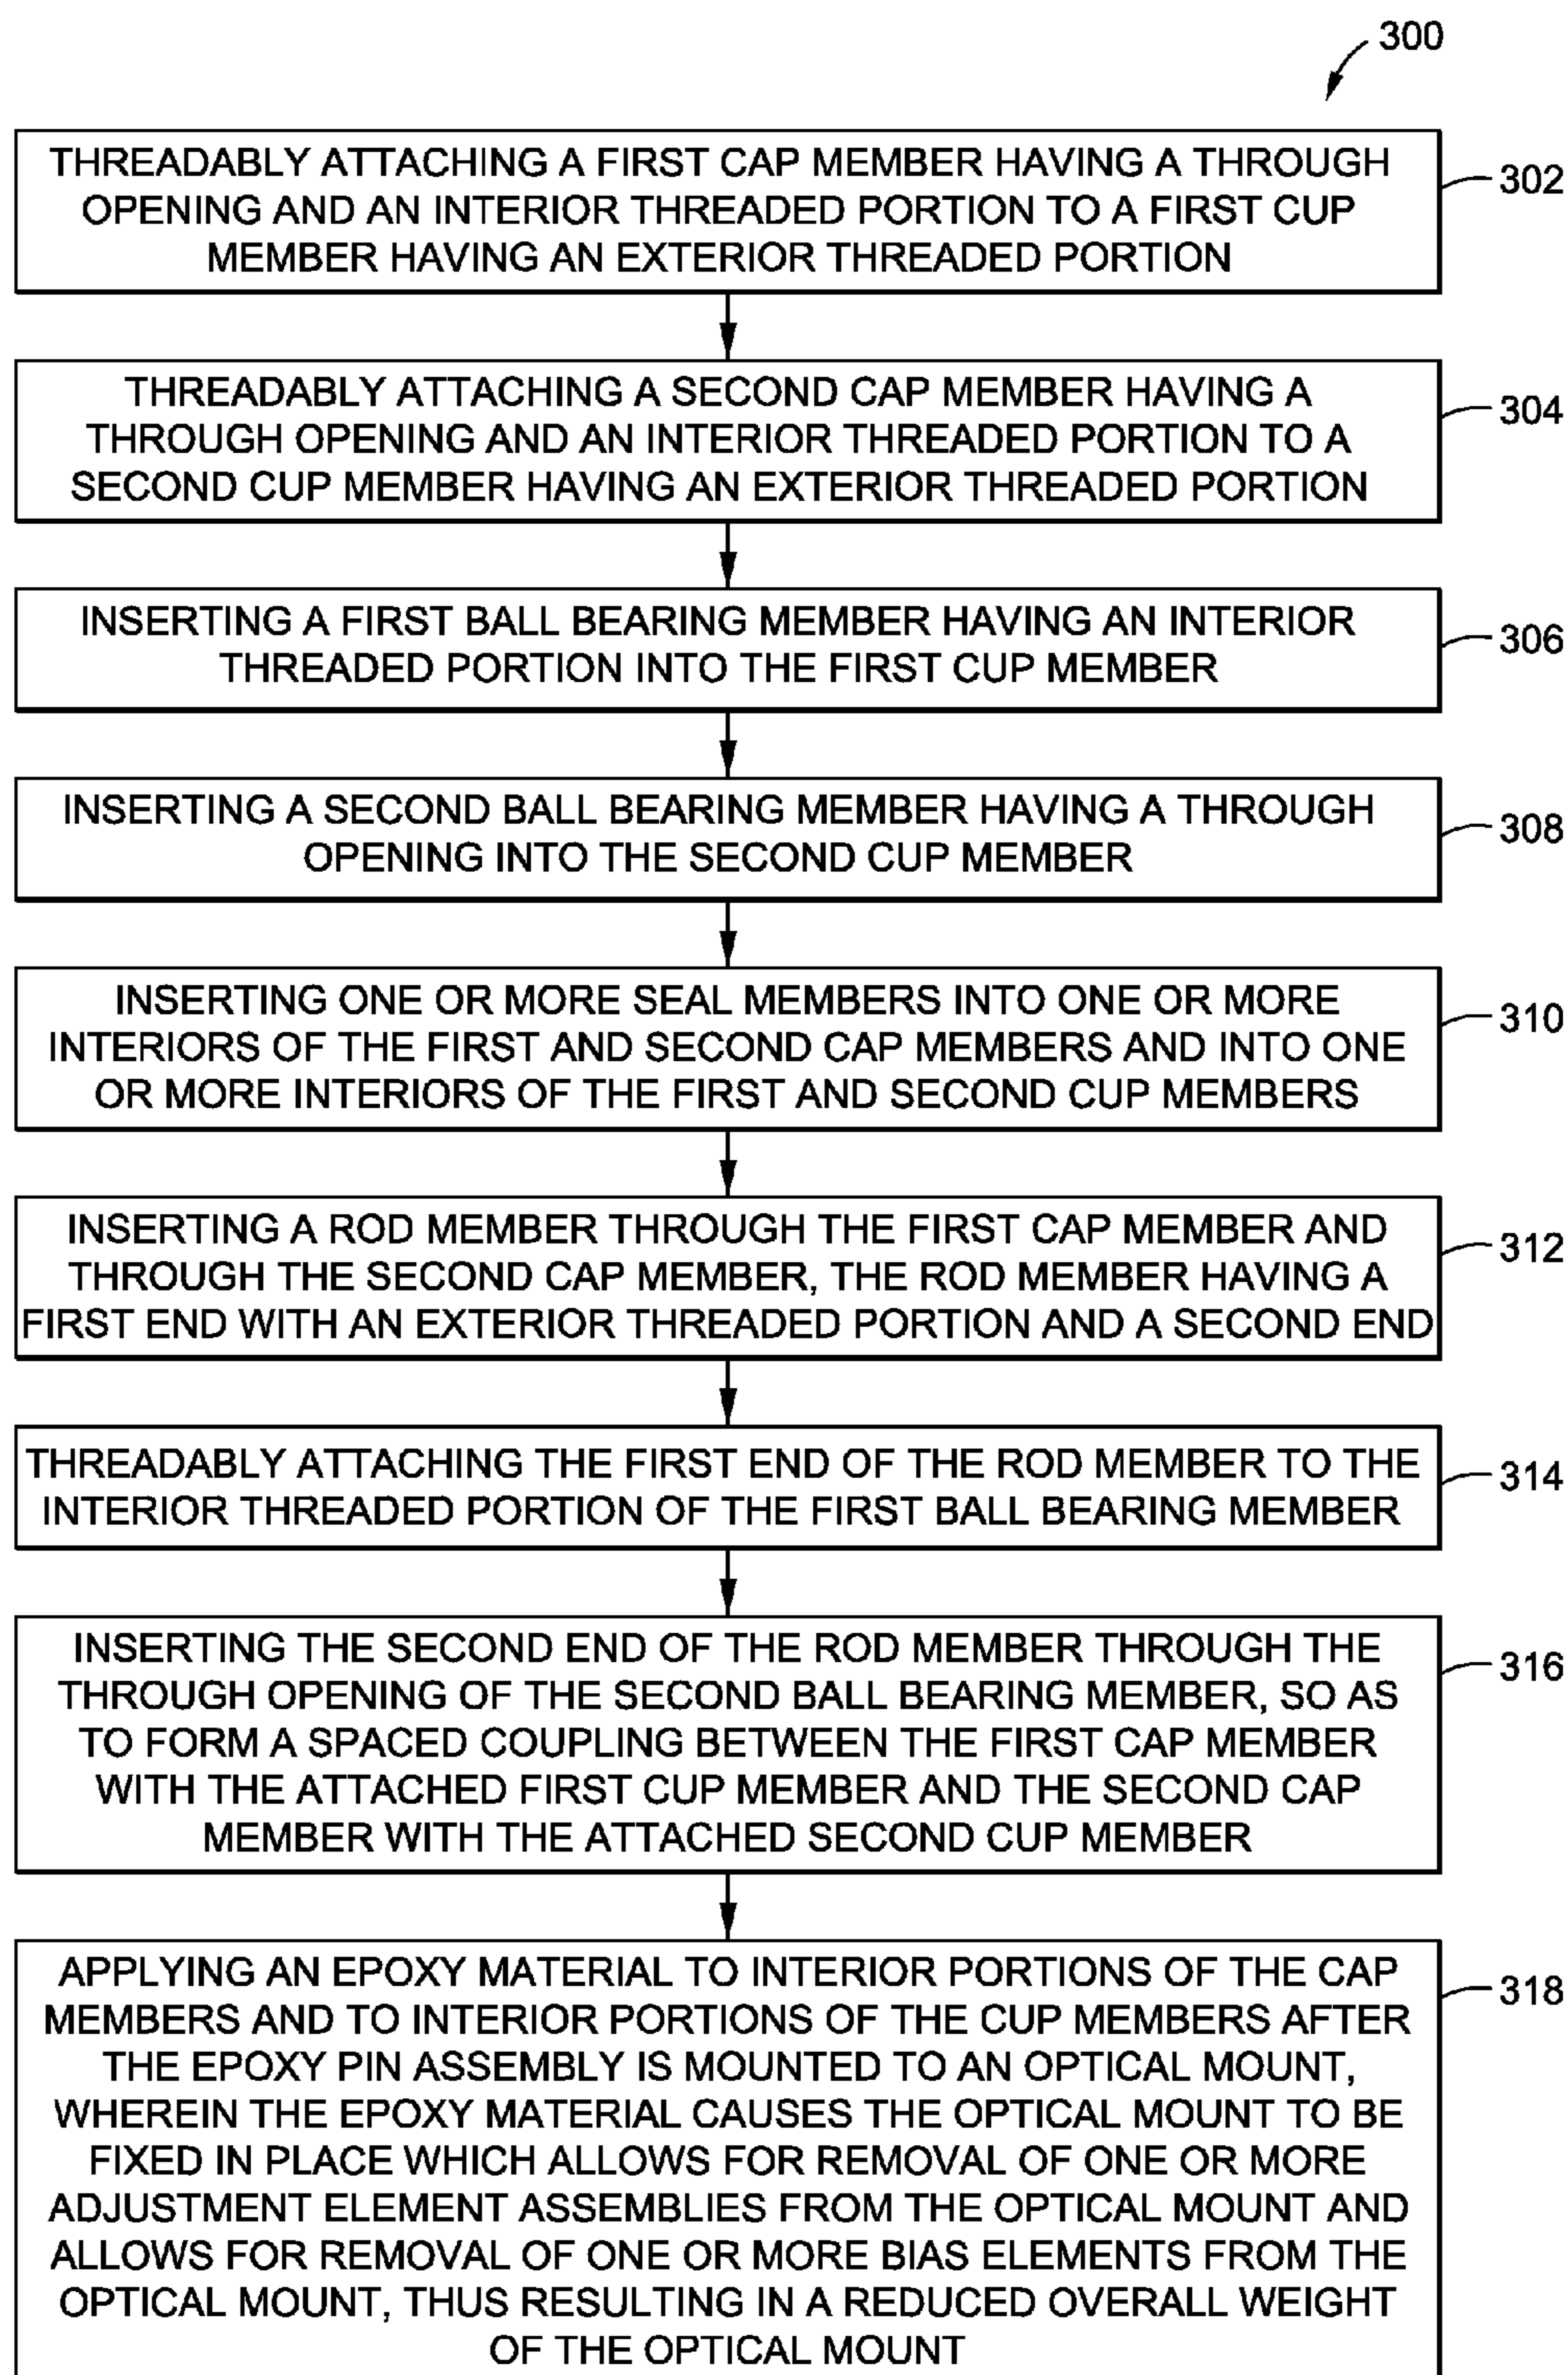 300
THREADABLY ATTACHING A FIRST CAP MEMBER HAVING A THROUGH
OPENING AND AN INTERIOR THREADED PORTION TO A FIRST CUP
MEMBER HAVING AN EXTERIOR THREADED PORTION
302
THREADABLY ATTACHING A SECOND CAP MEMBER HAVING A
THROUGH OPENING AND AN INTERIOR THREADED PORTION TO A
SECOND CUP MEMBER HAVING AN EXTERIOR THREADED PORTION
304
INSERTING A FIRST BALL BEARING MEMBER HAVING AN INTERIOR
THREADED PORTION INTO THE FIRST CUP MEMBER
306
INSERTING A SECOND BALL BEARING MEMBER HAVING A THROUGH
OPENING INTO THE SECOND CUP MEMBER
308
INSERTING ONE OR MORE SEAL MEMBERS INTO ONE OR MORE
INTERIORS OF THE FIRST AND SECOND CAP MEMBERS AND INTO ONE
OR MORE INTERIORS OF THE FIRST AND SECOND CUP MEMBERS
310
INSERTING A ROD MEMBER THROUGH THE FIRST CAP MEMBER AND
THROUGH THE SECOND CAP MEMBER, THE ROD MEMBER HAVING A
FIRST END WITH AN EXTERIOR THREADED PORTION AND A SECOND END
312
THREADABLY ATTACHING THE FIRST END OF THE ROD MEMBER TO THE
INTERIOR THREADED PORTION OF THE FIRST BALL BEARING MEMBER
314
INSERTING THE SECOND END OF THE ROD MEMBER THROUGH THE
THROUGH OPENING OF THE SECOND BALL BEARING MEMBER, SO AS
TO FORM A SPACED COUPLING BETWEEN THE FIRST CAP MEMBER
WITH THE ATTACHED FIRST CUP MEMBER AND THE SECOND CAP
MEMBER WITH THE ATTACHED SECOND CUP MEMBER
316
APPLYING AN EPOXY MATERIAL TO INTERIOR PORTIONS OF THE CAP
MEMBERS AND TO INTERIOR PORTIONS OF THE CUP MEMBERS AFTER
THE EPOXY PIN ASSEMBLY IS MOUNTED TO AN OPTICAL MOUNT,
WHEREIN THE EPOXY MATERIAL CAUSES THE OPTICAL MOUNT TO BE
FIXED IN PLACE WHICH ALLOWS FOR REMOVAL OF ONE OR MORE
ADJUSTMENT ELEMENT ASSEMBLIES FROM THE OPTICAL MOUNT AND
ALLOWS FOR REMOVAL OF ONE OR MORE BIAS ELEMENTS FROM THE
OPTICAL MOUNT, THUS RESULTING IN A REDUCED OVERALL WEIGHT
OF THE OPTICAL MOUNT
318